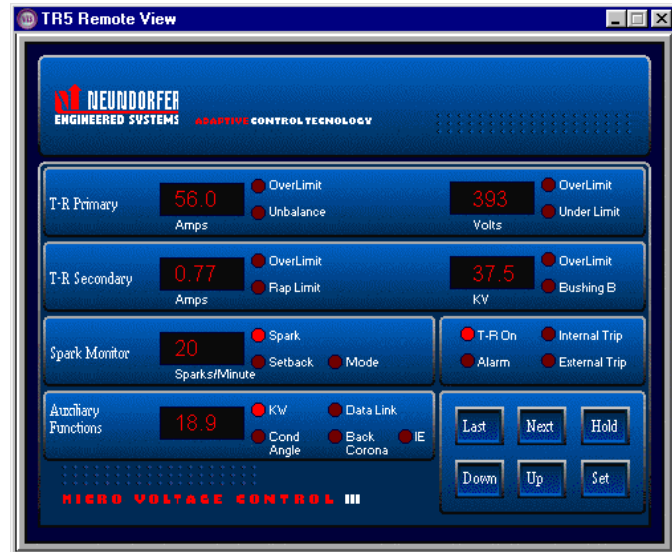 TR5 Remote View
NEUNDORFER
ENGINEERED SYSTEMS ADAPTIVE CONTROL TECNOLOGY
T-R Primary
56.0
Amps
OverLimit
Unbalance
393
Volts
OverLimit
Under Limit
T-R Secondary
0.77
Amps
OverLimit
Rap Limit
37.5
KV
OverLimit
Bushing B
Spark Monitor
20
Sparks/Minute
Spark
Setback
Mode
T-R On
Internal Trip
Alarm
External Trip
Auxiliary
Functions
18.9
KV
Data Link
Cond
Angle
Back
Corona
IE
Last Next Hold
Down Up Set
MICRO VOLTAGE CONTROL III